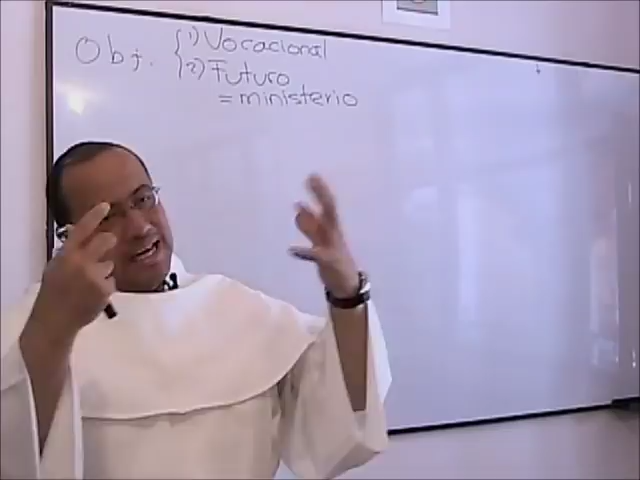 Obj. { 1) Vocacional
2) Futuro
= ministerio